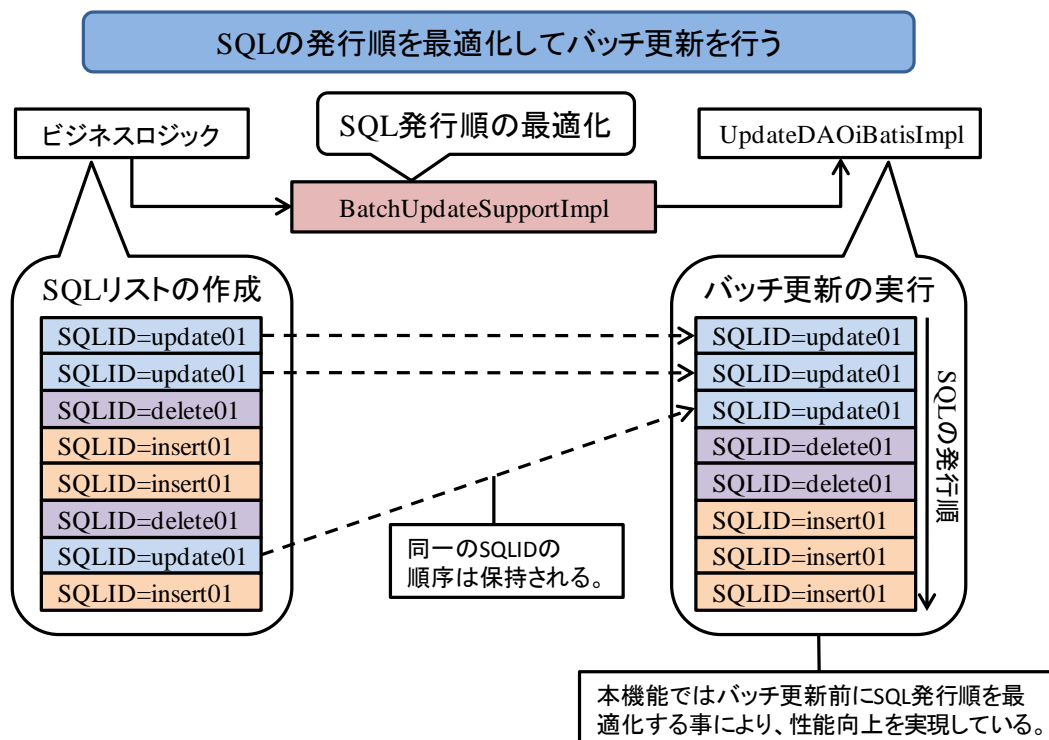 SQLの発行順を最適化してバッチ更新を行う
ビジネスロジック
SQL発行順の最適化
UpdateDAOiBatisImpl
BatchUpdateSupportImpl
SQLリストの作成
SQLID=update01
SQLID=update01
SQLID=delete01
SQLID=insert01
SQLID=insert01
SQLID=delete01
SQLID=update01
SQLID=insert01
同一のSQLIDの
順序は保持される。
バッチ更新の実行
SQLID=update01
SQLID=update01
SQLID=update01
SQLID=delete01
SQLID=delete01
SQLID=insert01
SQLID=insert01
SQLID=insert01
SQLの発行順
本機能ではバッチ更新前にSQL発行順を最
適化する事により、性能向上を実現している。